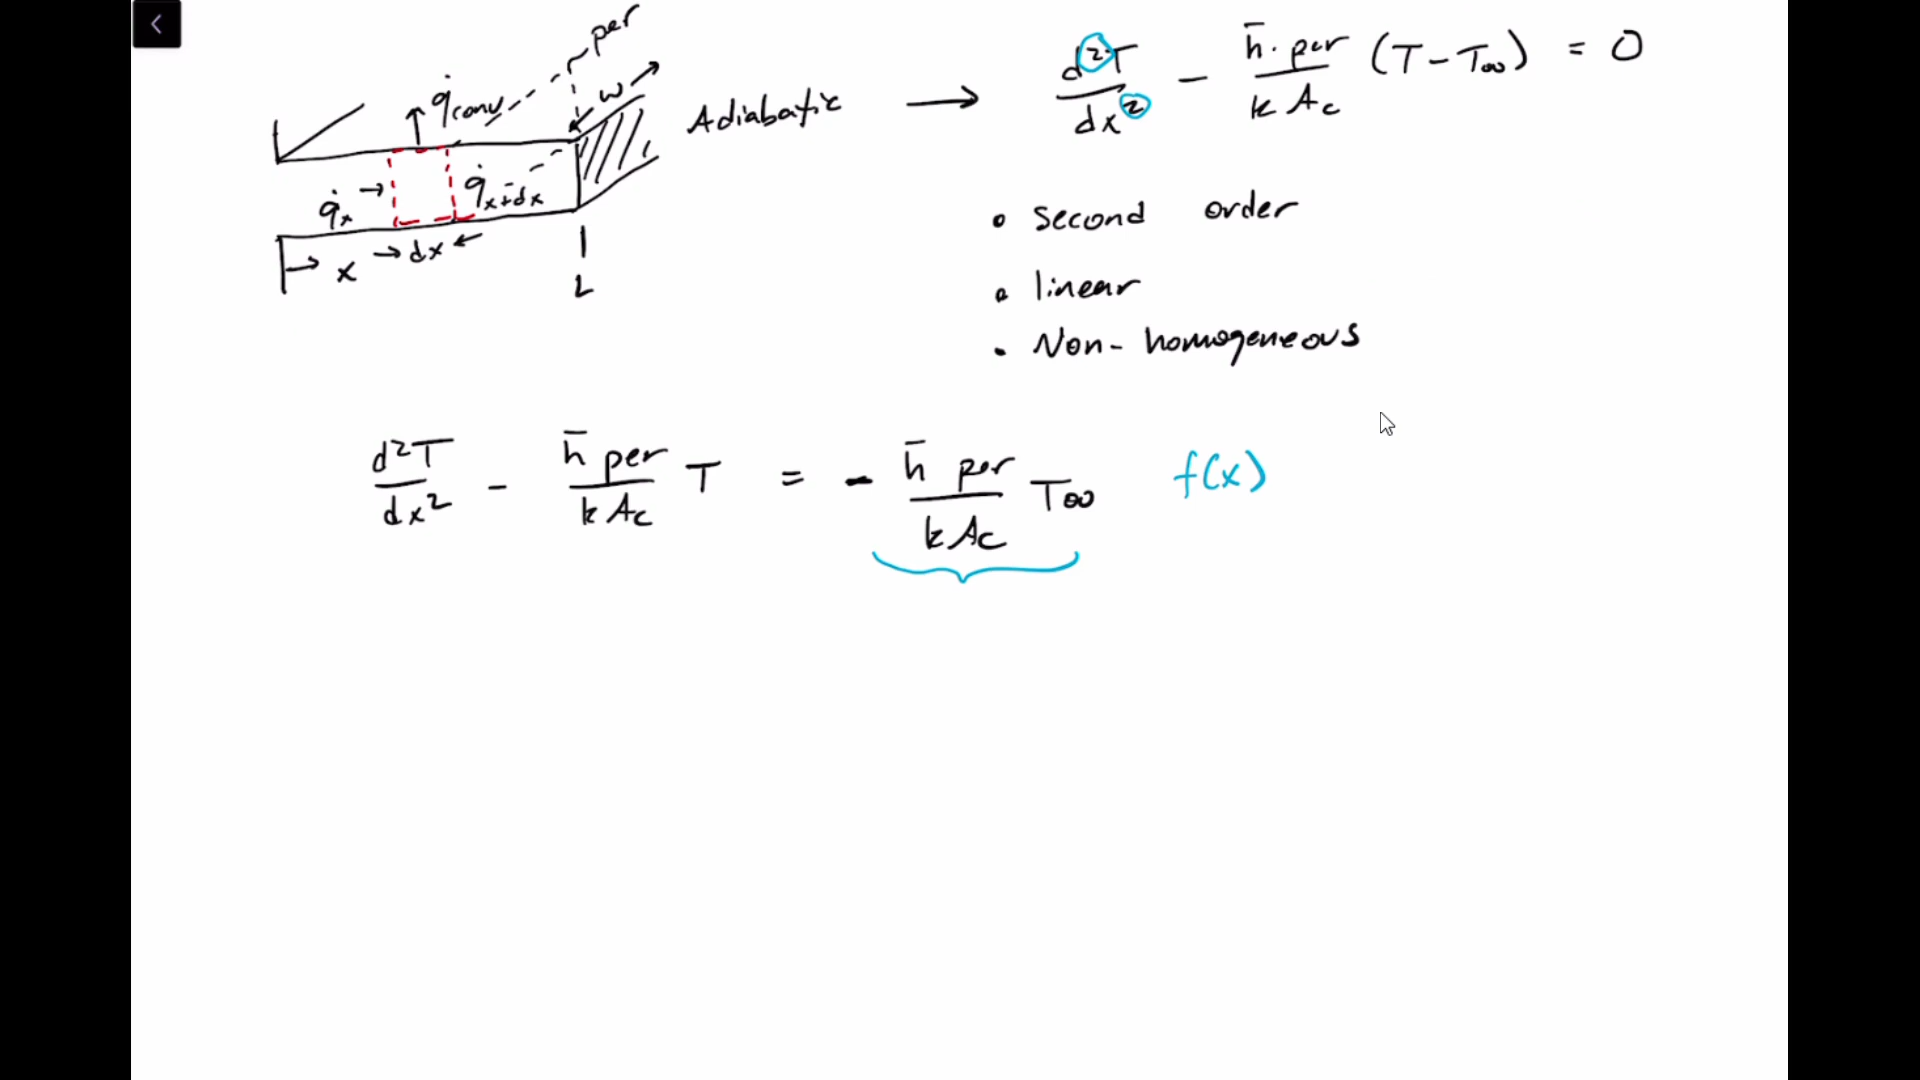 per
w
q̇conv
Adiabatic → d²T/dx² − h̄·per/kAc (T − T∞) = 0
q̇x →
q̇x+dx
→ x → dx ←
L
• second order
• linear
• Non-homogeneous
d²T/dx² − h̄ per/kAc T = − h̄ per/kAc T∞ f(x)